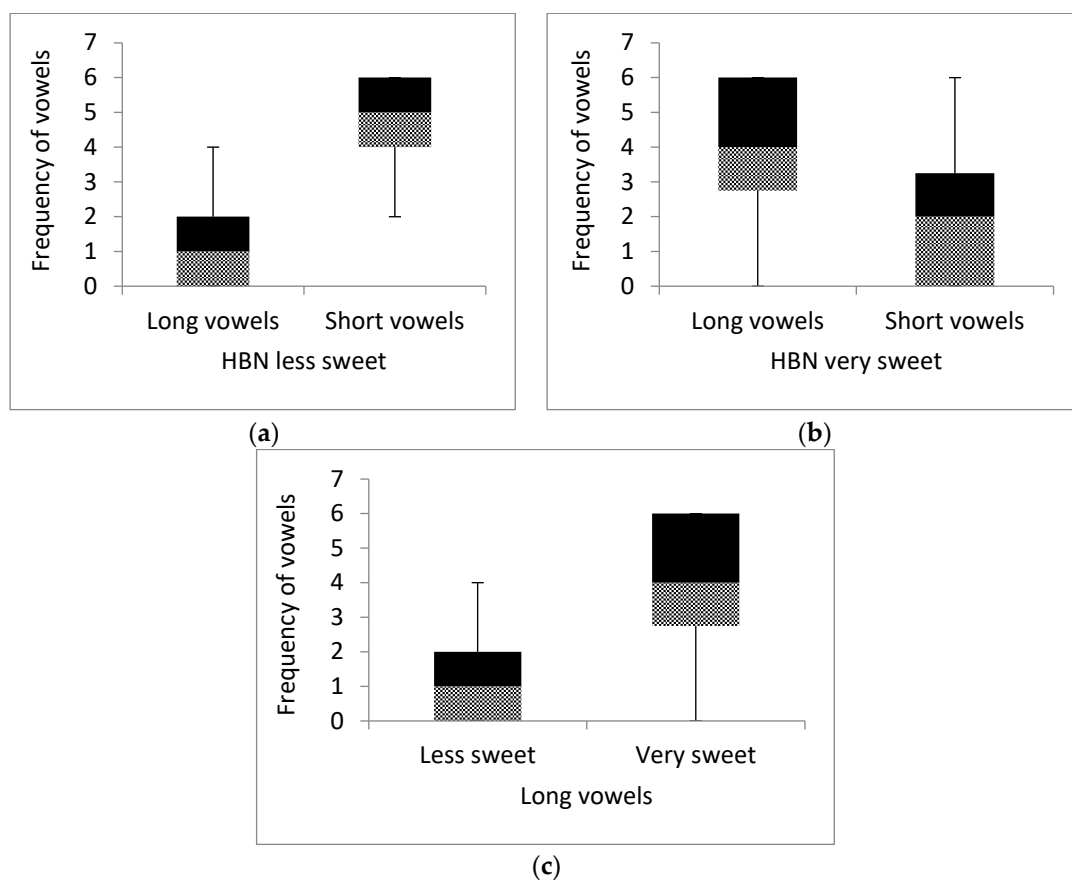 Frequency of vowels
7
6
5
4
3
2
1
0
Long vowels Short vowels
HBN less sweet
(a)
Frequency of vowels
7
6
5
4
3
2
1
0
Long vowels Short vowels
HBN very sweet
(b)
Frequency of vowels
7
6
5
4
3
2
1
0
Less sweet Very sweet
Long vowels
(c)